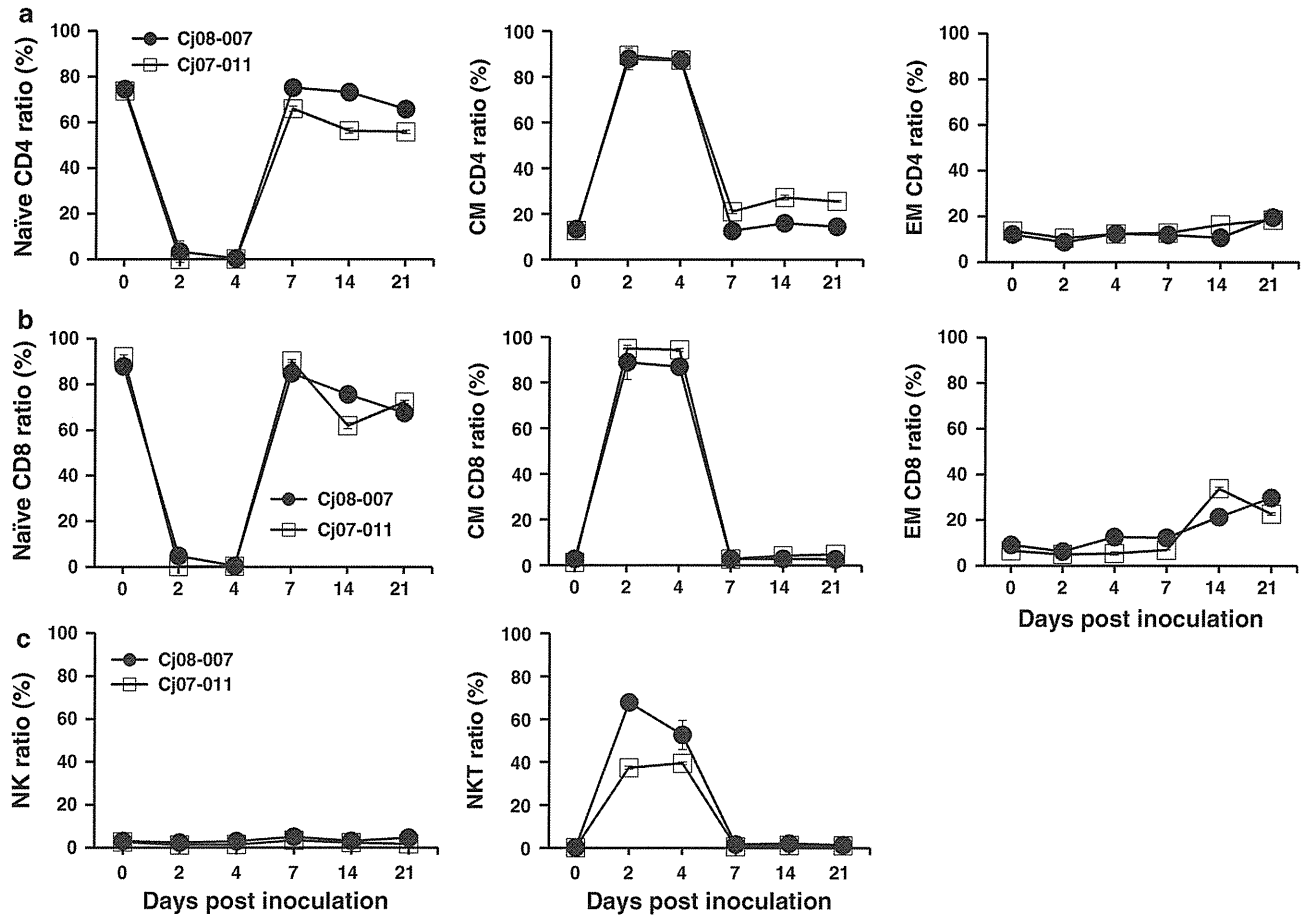 a
Naïve CD4 ratio (%)
100
80
60
40
20
0
Cj08-007
Cj07-011
0 2 4 7 14 21
CM CD4 ratio (%)
100
80
60
40
20
0
0 2 4 7 14 21
EM CD4 ratio (%)
100
80
60
40
20
0
0 2 4 7 14 21
b
Naïve CD8 ratio (%)
100
80
60
40
20
0
Cj08-007
Cj07-011
0 2 4 7 14 21
CM CD8 ratio (%)
100
80
60
40
20
0
0 2 4 7 14 21
EM CD8 ratio (%)
100
80
60
40
20
0
0 2 4 7 14 21
Days post inoculation
c
NK ratio (%)
100
80
60
40
20
0
Cj08-007
Cj07-011
0 2 4 7 14 21
Days post inoculation
NKT ratio (%)
100
80
60
40
20
0
0 2 4 7 14 21
Days post inoculation